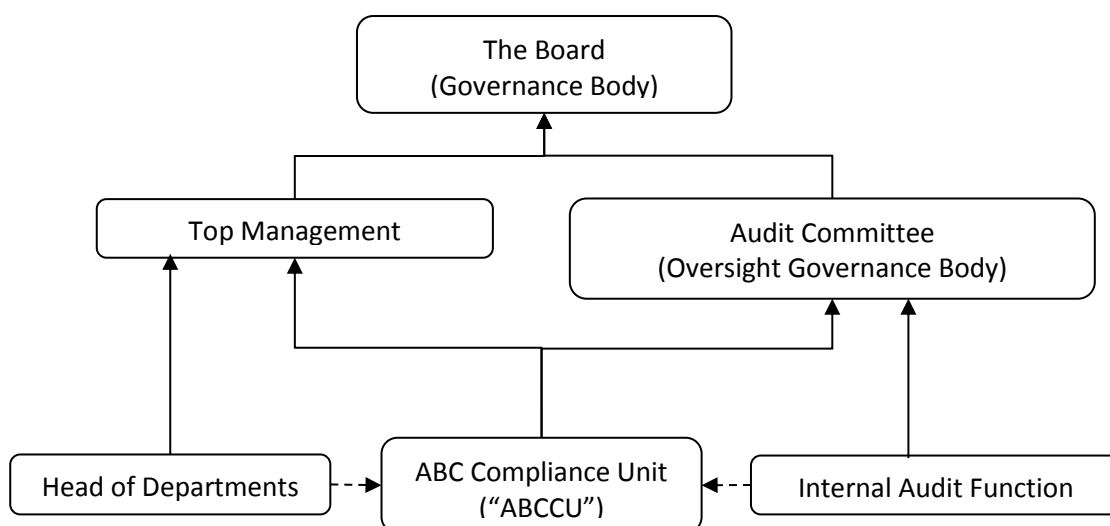 The Board
(Governance Body)
Top Management
Audit Committee
(Oversight Governance Body)
Head of Departments
ABC Compliance Unit
(“ABCCU”)
Internal Audit Function